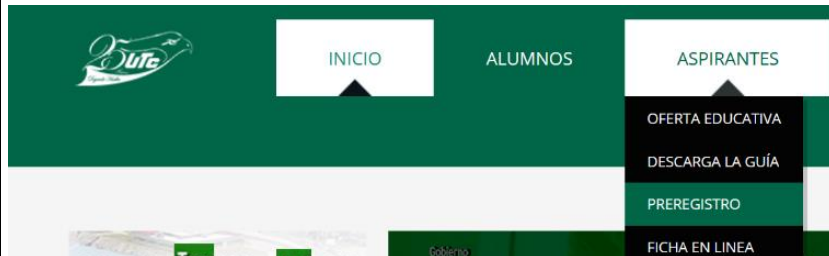 UTC
INICIO
ALUMNOS
ASPIRANTES
OFERTA EDUCATIVA
DESCARGA LA GUÍA
PREREGISTRO
FICHA EN LINEA
Gobierno